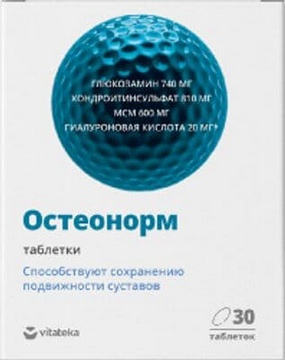 ГЛЮКОЗАМИН 740 МГ
ХОНДРОИТИНСУЛЬФАТ 810 МГ
МСМ 600 МГ
ГИАЛУРОНОВАЯ КИСЛОТА 20 МГ*
Остеонорм
таблетки
Способствуют сохранению
подвижности суставов
vitateka
30
таблеток